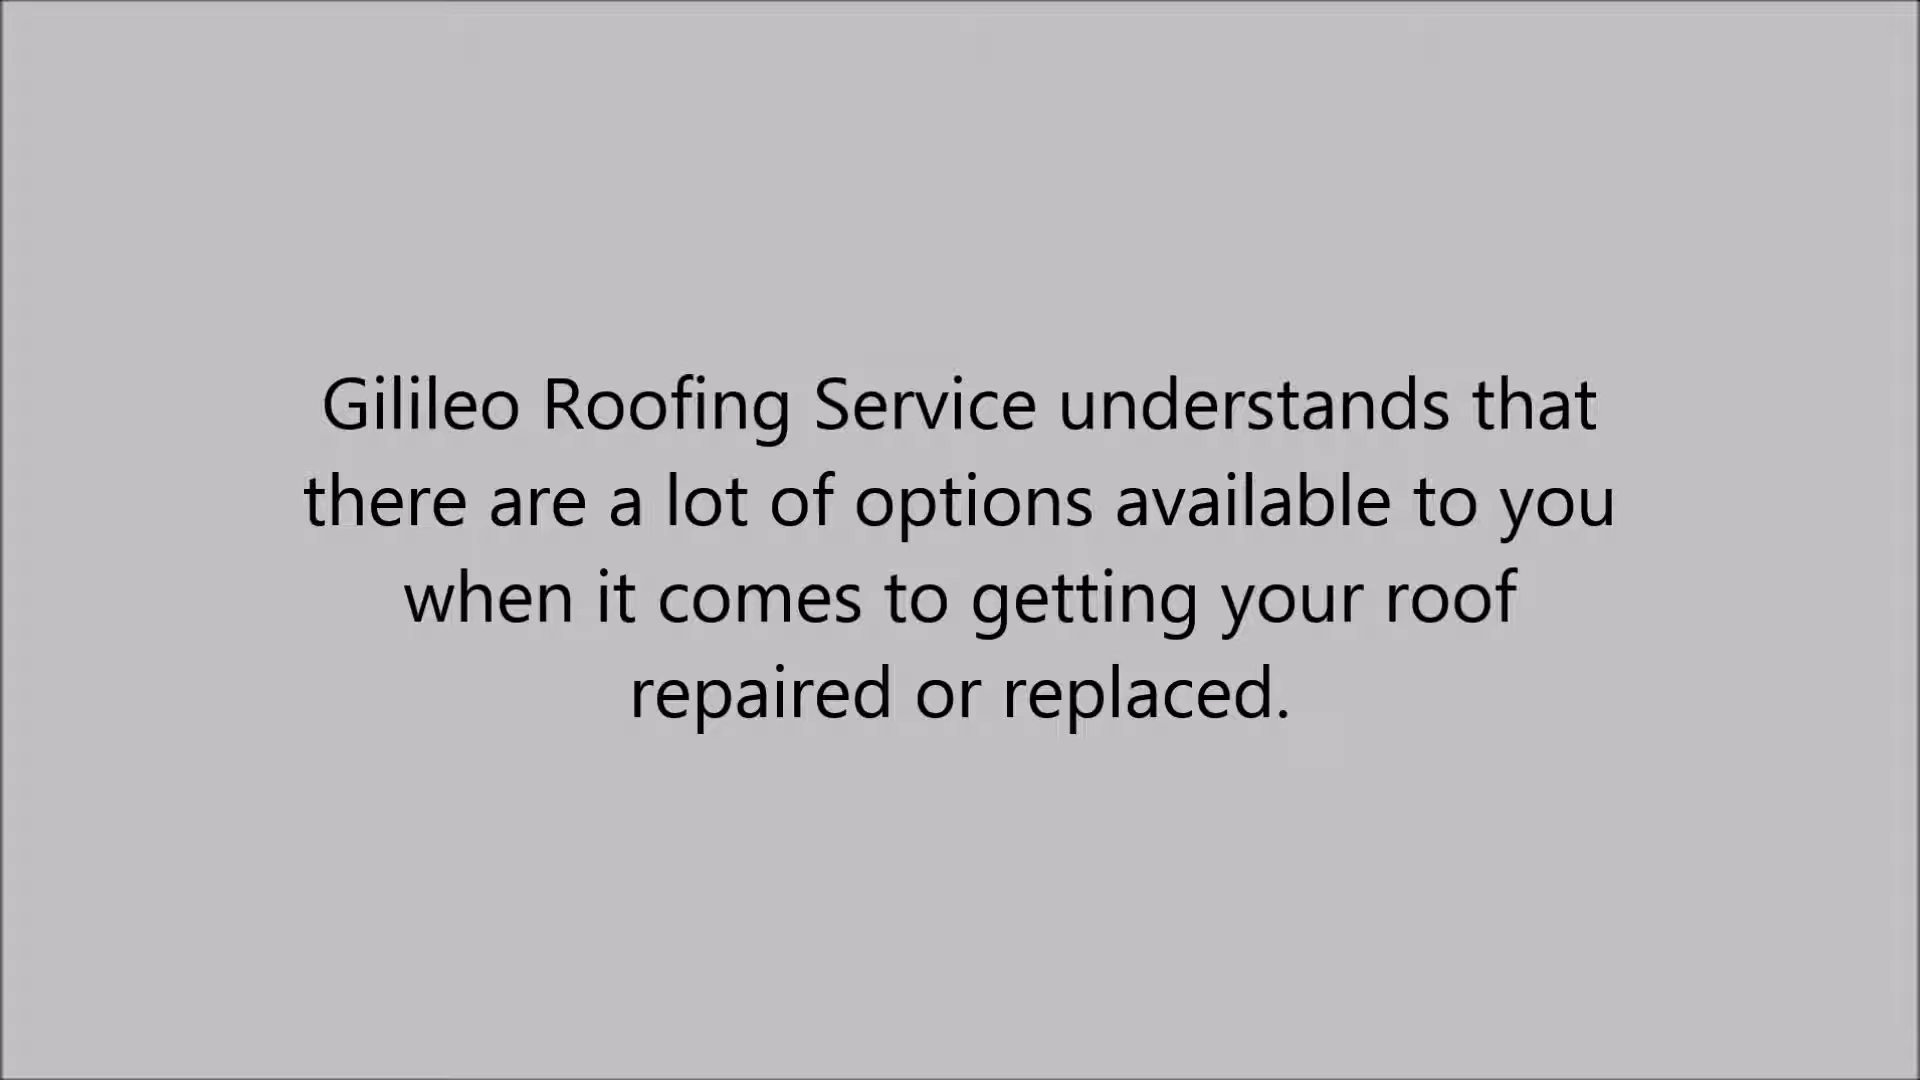 Gilileo Roofing Service understands that
there are a lot of options available to you
when it comes to getting your roof
repaired or replaced.